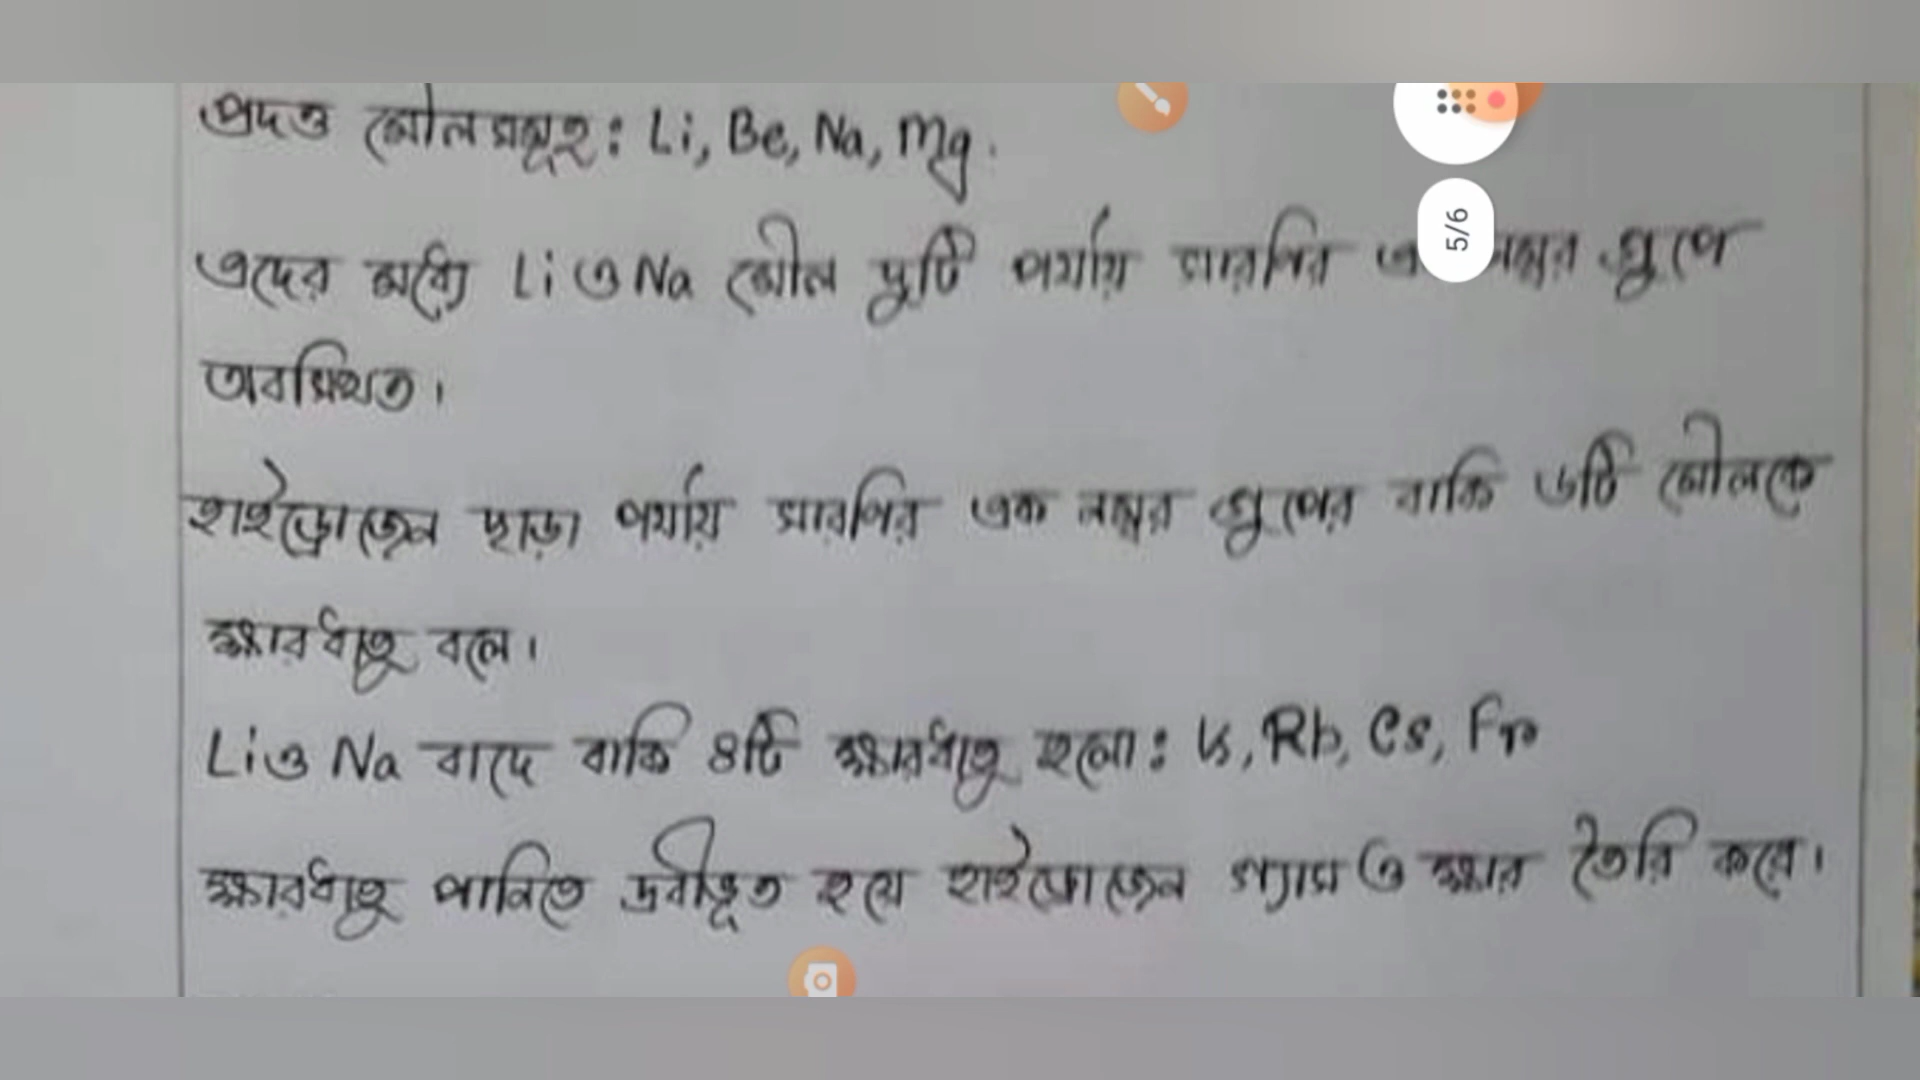 প্রদত্ত মৌলসমূহ : Li, Be, Na, Mg.
5/6
এদের মধ্যে Li ও Na মৌল দুটি পর্যায় সারণির নম্বর গ্রুপে
অবস্থিত।
হাইড্রোজেন ছাড়া পর্যায় সারণির এক নম্বর গ্রুপের বাকি ৬টি মৌলকে
ক্ষারধাতু বলে।
Li ও Na বাদে বাকি ৪টি ক্ষারধাতু হলো : K, Rb, Cs, Fr
ক্ষারধাতু পানিতে দ্রবীভূত হয়ে হাইড্রোজেন গ্যাস ও ক্ষার তৈরি করে।